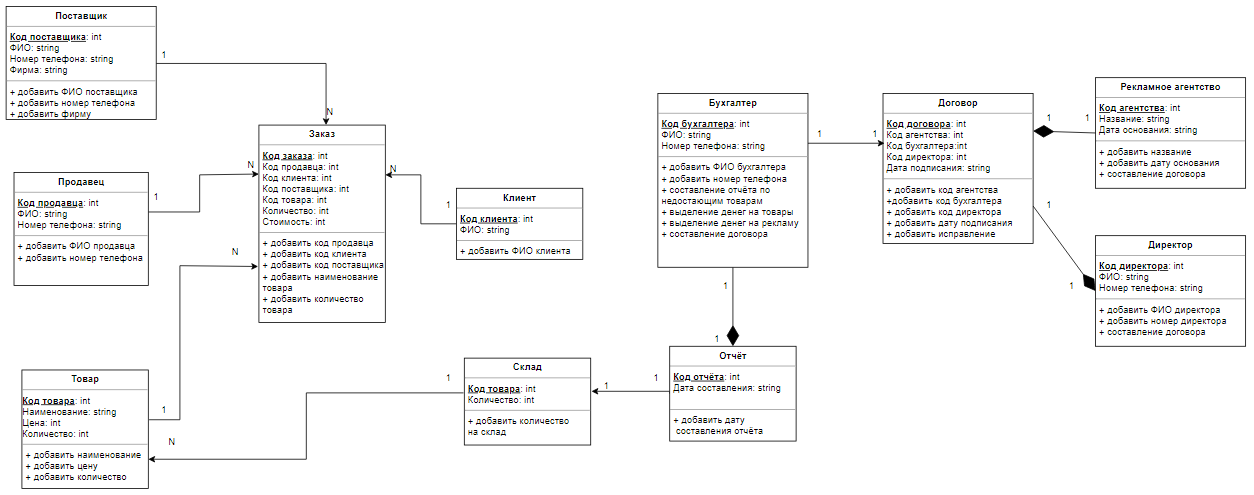 Поставщик
Код поставщика: int
ФИО: string
Номер телефона: string
Фирма: string
+ добавить ФИО поставщика
+ добавить номер телефона
+ добавить фирму
1
N
Заказ
Код заказа: int
Код продавца: int
Код клиента: int
Код поставщика: int
Код товара: int
Количество: int
Стоимость: int
+ добавить код продавца
+ добавить код клиента
+ добавить код поставщика
+ добавить наименование
товара
+ добавить количество
товара
Продавец
Код продавца: int
ФИО: string
Номер телефона: string
+ добавить ФИО продавца
+ добавить номер телефона
1
N
Клиент
Код клиента: int
ФИО: string
+ добавить ФИО клиента
N
1
Товар
Код товара: int
Наименование: string
Цена: int
Количество: int
+ добавить наименование
+ добавить цену
+ добавить количество
N
1
N
Склад
Код товара: int
Количество: int
+ добавить количество
на склад
1
1
1
Отчёт
Код отчёта: int
Дата составления: string
+ добавить дату
составления отчёта
1
1
Бухгалтер
Код бухгалтера: int
ФИО: string
Номер телефона: string
+ добавить ФИО бухгалтера
+ добавить номер телефона
+ составление отчёта по
недостающим товарам
+ выделение денег на товары
+ выделение денег на рекламу
+ составление договора
1
1
Договор
Код договора: int
Код агентства: int
Код бухгалтера:int
Код директора: int
Дата подписания: string
+ добавить код агентства
+добавить код бухгалтера
+ добавить код директора
+ добавить дату подписания
+ добавить исправление
1
1
Рекламное агентство
Код агентства: int
Название: string
Дата основания: string
+ добавить название
+ добавить дату основания
+ составление договора
1
1
Директор
Код директора: int
ФИО: string
Номер телефона: string
+ добавить ФИО директора
+ добавить номер директора
+ составление договора